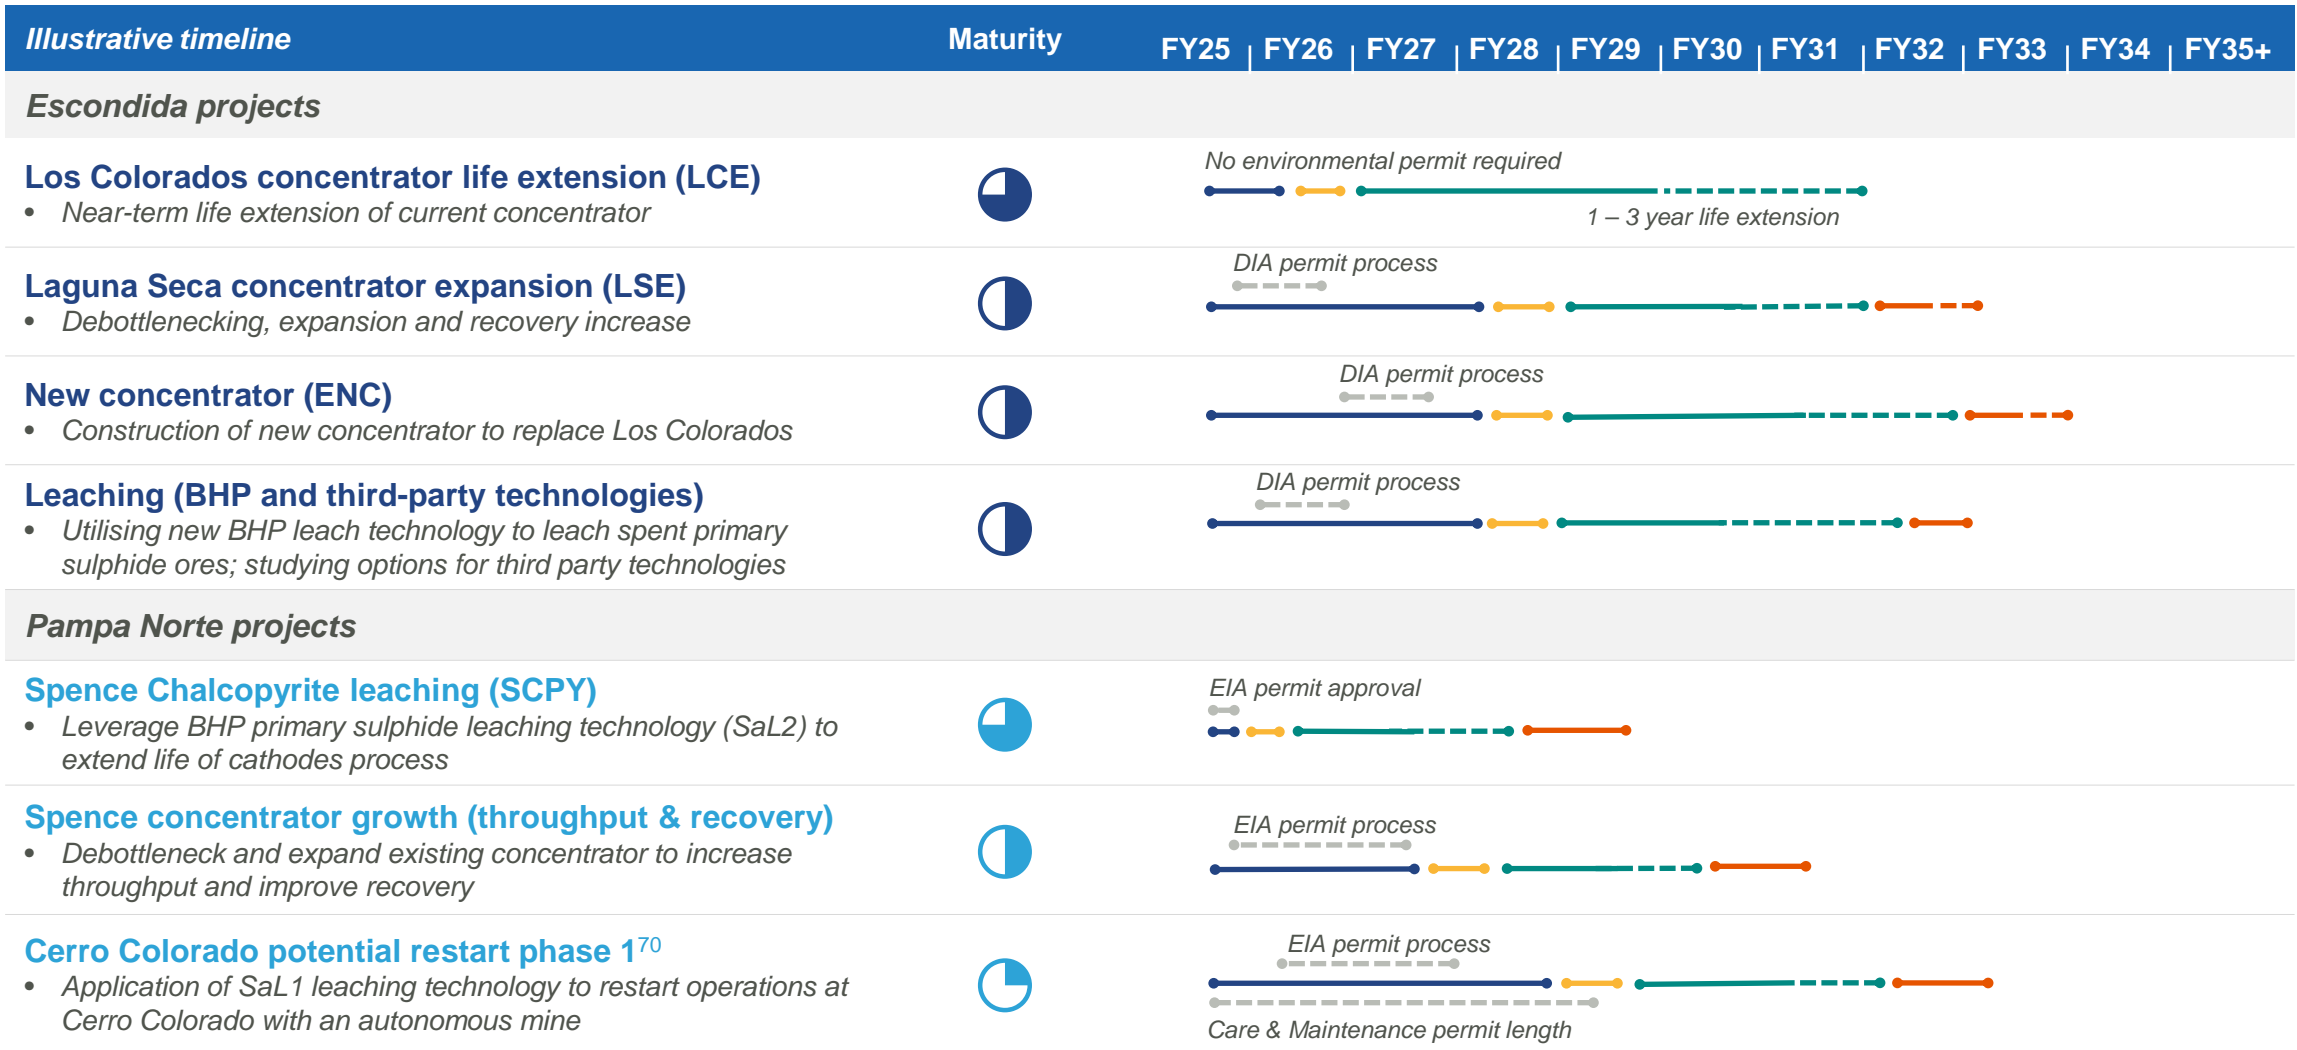 Illustrative timeline Maturity FY25 FY26 FY27 FY28 FY29 FY30 FY31 FY32 FY33 FY34 FY35+
Escondida projects
Los Colorados concentrator life extension (LCE)
• Near-term life extension of current concentrator
No environmental permit required
1 – 3 year life extension
Laguna Seca concentrator expansion (LSE)
• Debottlenecking, expansion and recovery increase
DIA permit process
New concentrator (ENC)
• Construction of new concentrator to replace Los Colorados
DIA permit process
Leaching (BHP and third-party technologies)
• Utilising new BHP leach technology to leach spent primary
sulphide ores; studying options for third party technologies
DIA permit process
Pampa Norte projects
Spence Chalcopyrite leaching (SCPY)
• Leverage BHP primary sulphide leaching technology (SaL2) to
extend life of cathodes process
EIA permit approval
Spence concentrator growth (throughput & recovery)
• Debottleneck and expand existing concentrator to increase
throughput and improve recovery
EIA permit process
Cerro Colorado potential restart phase 1⁷⁰
• Application of SaL1 leaching technology to restart operations at
Cerro Colorado with an autonomous mine
EIA permit process
Care & Maintenance permit length